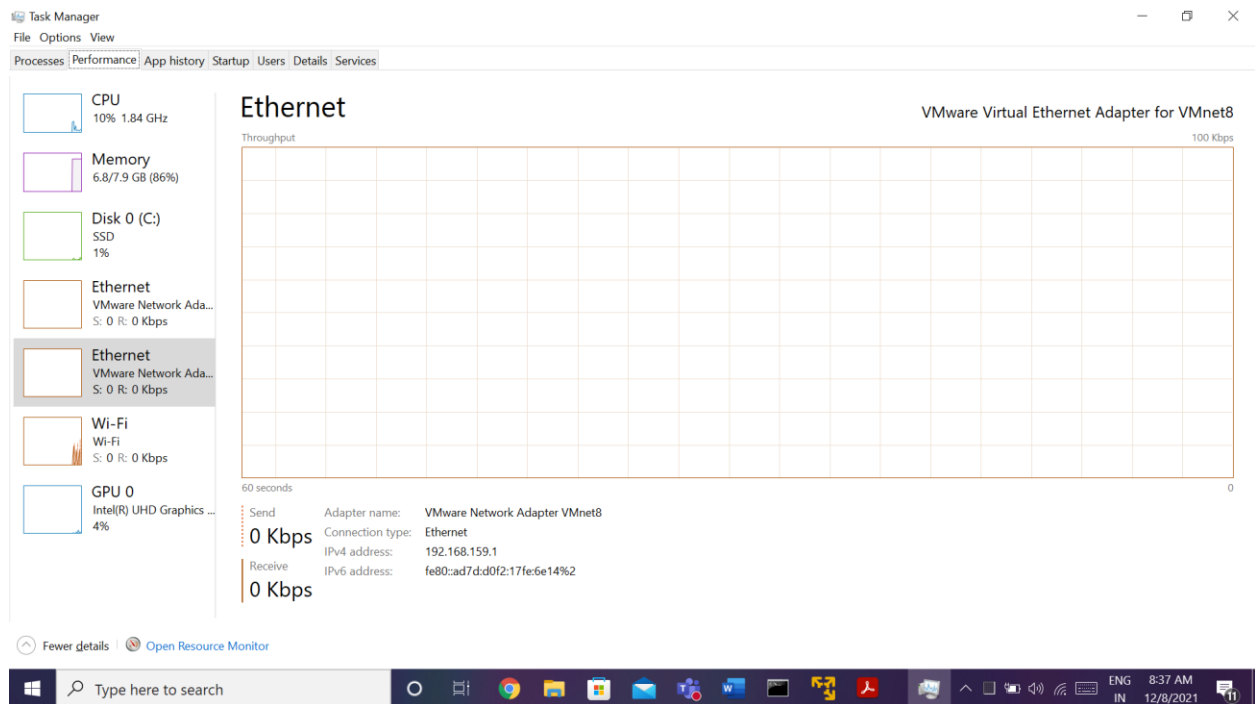 Task Manager
File Options View
Processes Performance App history Startup Users Details Services
CPU
10% 1.84 GHz
Memory
6.8/7.9 GB (86%)
Disk 0 (C:)
SSD
1%
Ethernet
VMware Network Ada...
S: 0 R: 0 Kbps
Ethernet
VMware Network Ada...
S: 0 R: 0 Kbps
Wi-Fi
Wi-Fi
S: 0 R: 0 Kbps
GPU 0
Intel(R) UHD Graphics ...
4%
Ethernet
VMware Virtual Ethernet Adapter for VMnet8
Throughput 100 Kbps
60 seconds 0
Send
0 Kbps
Receive
0 Kbps
Adapter name: VMware Network Adapter VMnet8
Connection type: Ethernet
IPv4 address: 192.168.159.1
IPv6 address: fe80::ad7d:d0f2:17fe:6e14%2
Fewer details Open Resource Monitor
Type here to search
ENG
IN
8:37 AM
12/8/2021
11